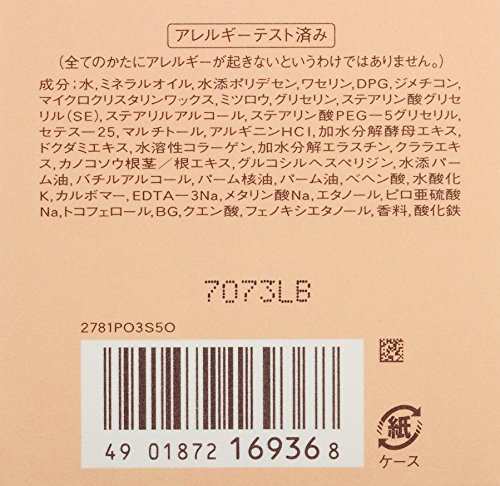 アレルギーテスト済み
(全てのかたにアレルギーが起きないというわけではありません。)
成分;水,ミネラルオイル,水添ポリデセン,ワセリン,DPG,ジメチコン,
マイクロクリスタリンワックス,ミツロウ,グリセリン,ステアリン酸グリセ
リル(SE),ステアリルアルコール,ステアリン酸PEG-5グリセリル,
セテス-25,マルチトール,アルギニンHCl,加水分解酵母エキス,
ドクダミエキス,水溶性コラーゲン,加水分解エラスチン,クララエキ
ス,カノコソウ根茎/根エキス,グルコシルヘスペリジン,水添パー
ム油,バチルアルコール,パーム核油,パーム油,ベヘン酸,水酸化
K,カルボマー,EDTA-3Na,メタリン酸Na,エタノール,ピロ亜硫酸
Na,トコフェロール,BG,クエン酸,フェノキシエタノール,香料,酸化鉄
7073LB
2781PO3S5O
4 901872 169368
紙
ケース